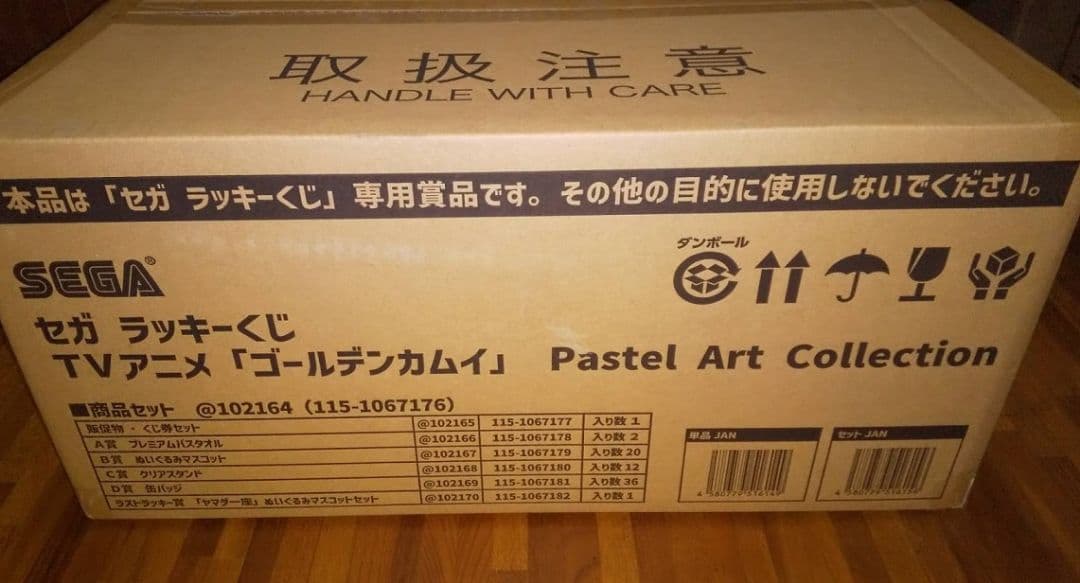 取扱注意
HANDLE WITH CARE
本品は「セガ ラッキーくじ」専用賞品です。その他の目的に使用しないでください。
ダンボール
SEGA®
セガ ラッキーくじ
TVアニメ「ゴールデンカムイ」 Pastel Art Collection
■商品セット @102164 (115-1067176)
販促物・くじ券セット @102165 115-1067177 入り数 1
A賞 プレミアムバスタオル @102166 115-1067178 入り数 2
B賞 ぬいぐるみマスコット @102167 115-1067179 入り数 20
C賞 クリアスタンド @102168 115-1067180 入り数 12
D賞 缶バッジ @102169 115-1067181 入り数 36
ラストラッキー賞 「ヤマダ一座」ぬいぐるみマスコットセット @102170 115-1067182 入り数 1
単品 JAN
4 580779 516149
セット JAN
4 580779 516156